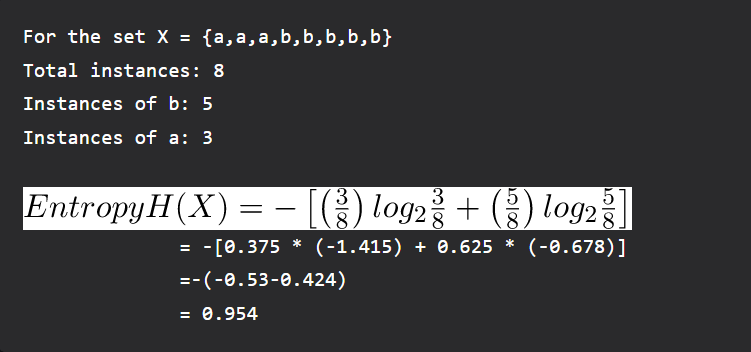 For the set X = {a,a,a,b,b,b,b,b}
Total instances: 8
Instances of b: 5
Instances of a: 3
EntropyH(X) = − [(3/8) log₂ 3/8 + (5/8) log₂ 5/8]
= -[0.375 * (-1.415) + 0.625 * (-0.678)]
=-(-0.53-0.424)
= 0.954